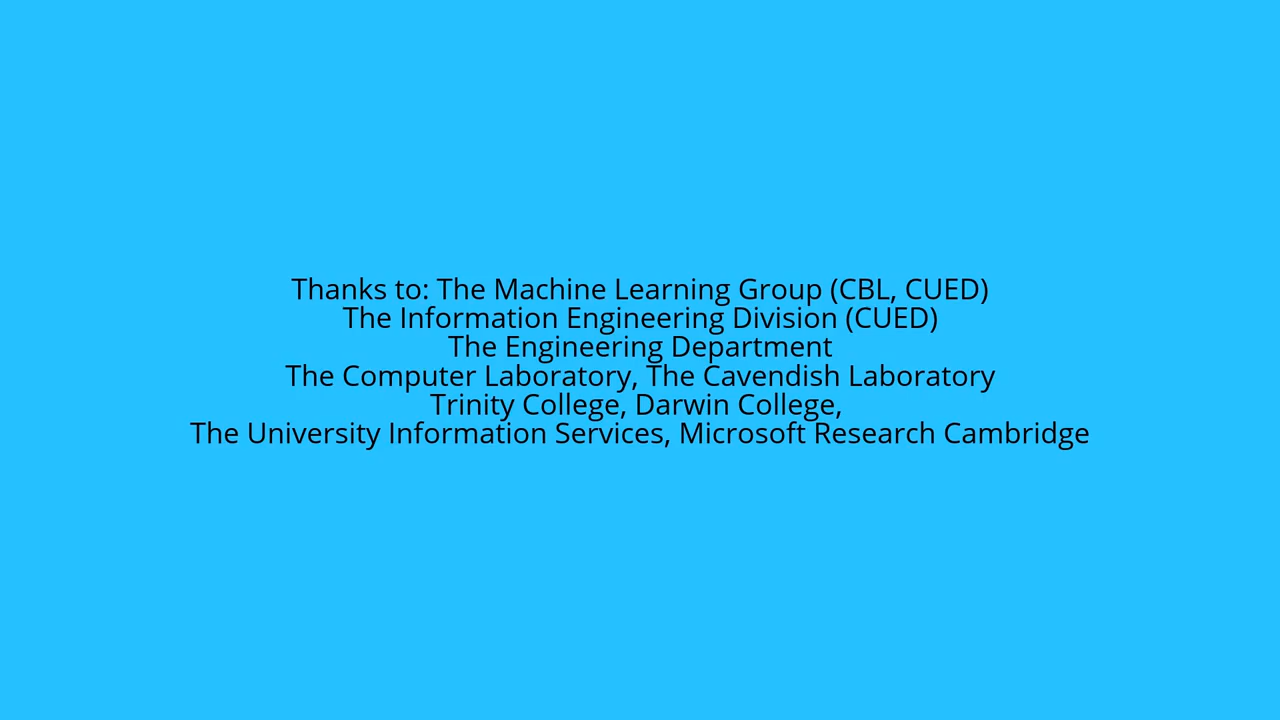 Thanks to: The Machine Learning Group (CBL, CUED)
The Information Engineering Division (CUED)
The Engineering Department
The Computer Laboratory, The Cavendish Laboratory
Trinity College, Darwin College,
The University Information Services, Microsoft Research Cambridge